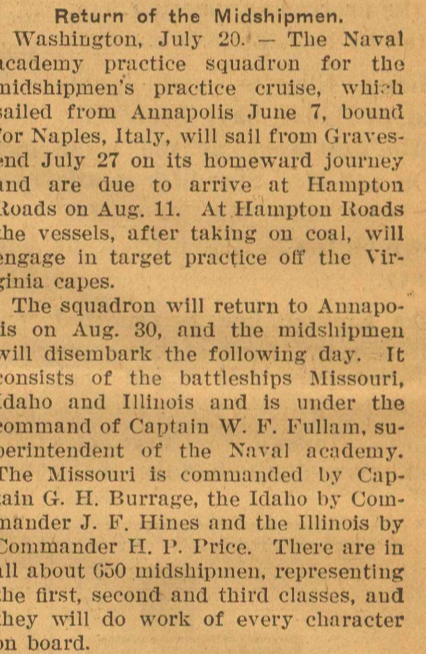 Return of the Midshipmen.
Washington, July 20. — The Naval
academy practice squadron for the
midshipmen's practice cruise, which
sailed from Annapolis June 7, bound
for Naples, Italy, will sail from Graves-
end July 27 on its homeward journey
and are due to arrive at Hampton
Roads on Aug. 11. At Hampton Roads
the vessels, after taking on coal, will
engage in target practice off the Vir-
ginia capes.
The squadron will return to Annapo-
lis on Aug. 30, and the midshipmen
will disembark the following day. It
consists of the battleships Missouri,
Idaho and Illinois and is under the
command of Captain W. F. Fullam, su-
perintendent of the Naval academy.
The Missouri is commanded by Cap-
tain G. H. Burrage, the Idaho by Com-
mander J. F. Hines and the Illinois by
Commander H. P. Price. There are in
all about 650 midshipmen, representing
the first, second and third classes, and
they will do work of every character
on board.